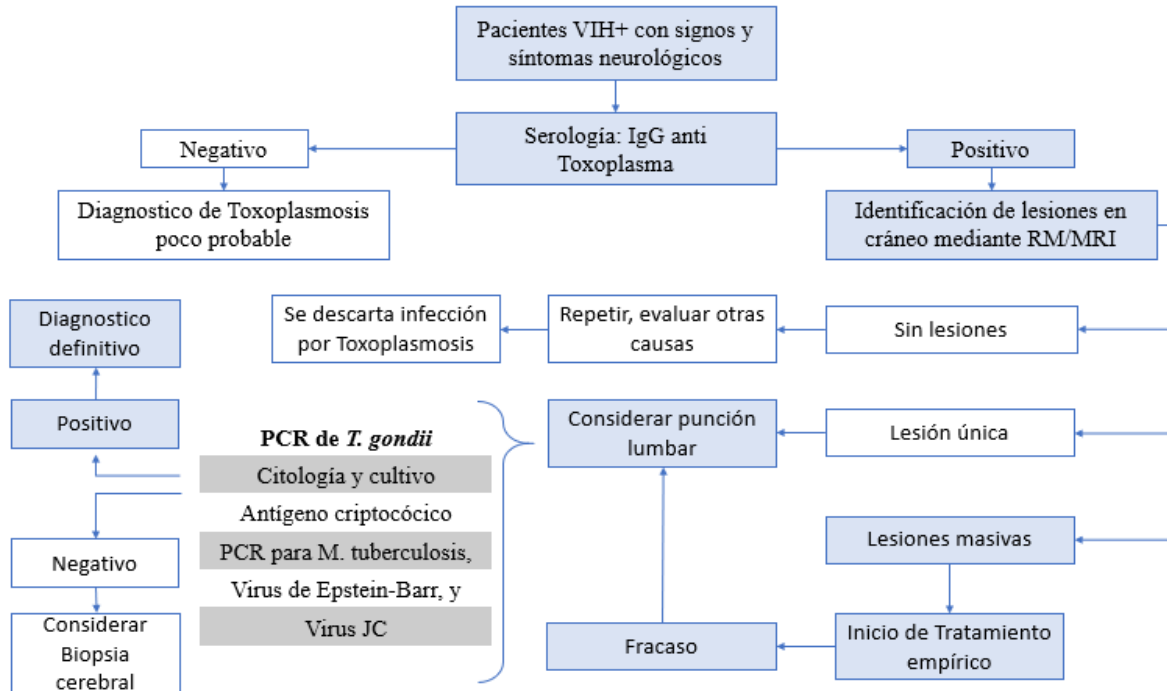 Pacientes VIH+ con signos y
síntomas neurológicos
Serología: IgG anti
Toxoplasma
Negativo
Positivo
Diagnostico de Toxoplasmosis
poco probable
Identificación de lesiones en
cráneo mediante RM/MRI
Sin lesiones
Repetir, evaluar otras
causas
Se descarta infección
por Toxoplasmosis
Lesión única
Considerar punción
lumbar
Lesiones masivas
Inicio de Tratamiento
empírico
Fracaso
PCR de T. gondii
Citología y cultivo
Antígeno criptocócico
PCR para M. tuberculosis,
Virus de Epstein-Barr, y
Virus JC
Positivo
Diagnostico
definitivo
Negativo
Considerar
Biopsia
cerebral